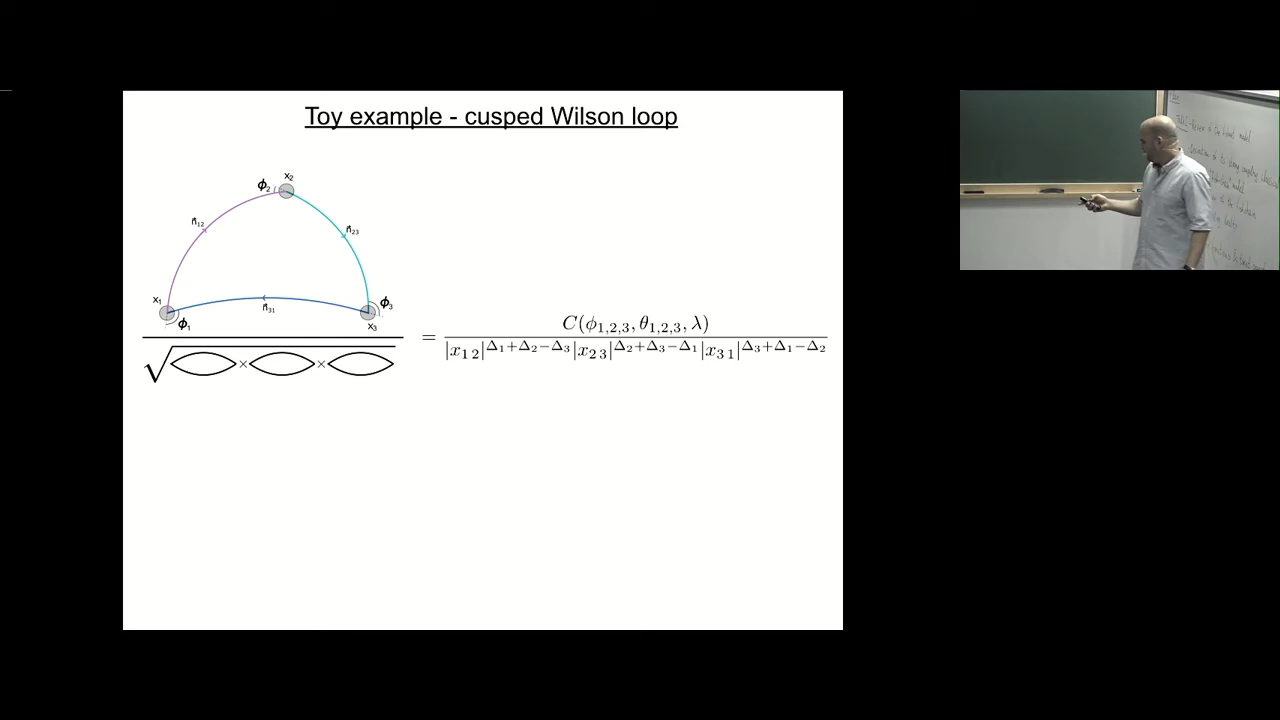 Toy example - cusped Wilson loop
x₂
ϕ₂
n⃗₁₂
n⃗₂₃
x₁
n⃗₃₁
ϕ₃
ϕ₁
x₃
√ × ×
= C(ϕ₁,₂,₃, θ₁,₂,₃, λ) / |x₁ ₂|^{Δ₁+Δ₂−Δ₃}|x₂ ₃|^{Δ₂+Δ₃−Δ₁}|x₃ ₁|^{Δ₃+Δ₁−Δ₂}